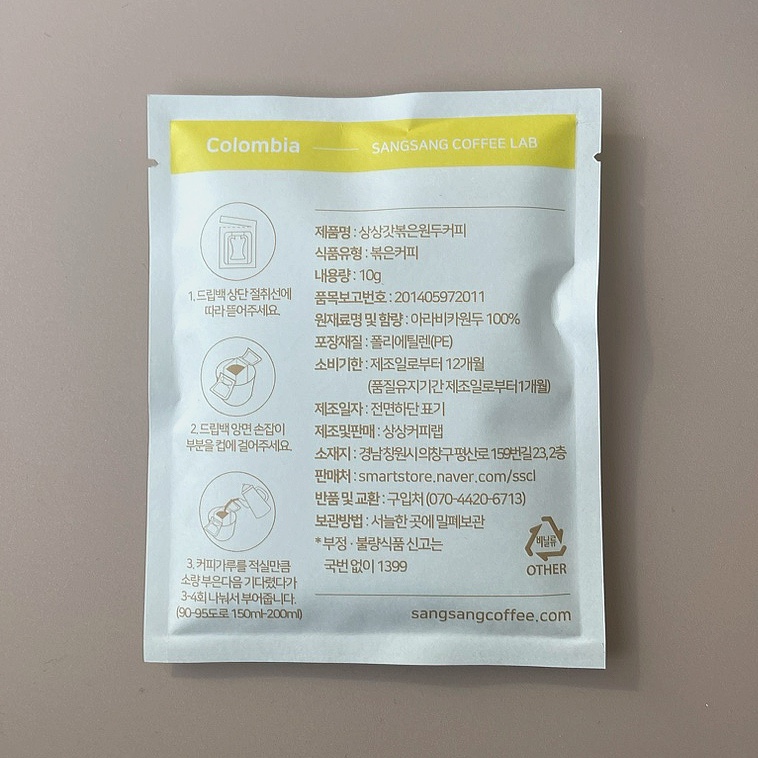 Colombia
SANGSANG COFFEE LAB
1. 드립백 상단 절취선에
따라 뜯어주세요.
2. 드립백 양면 손잡이
부분을 컵에 걸어주세요.
3. 커피가루를 적실만큼
소량 부은다음 기다렸다가
3-4회 나눠서 부어줍니다.
(90-95도로 150ml-200ml)
제품명 : 상상갓볶은원두커피
식품유형 : 볶은커피
내용량 : 10g
품목보고번호 : 201405972011
원재료명 및 함량 : 아라비카원두 100%
포장재질 : 폴리에틸렌(PE)
소비기한 : 제조일로부터 12개월
(품질유지기간 제조일로부터1개월)
제조일자 : 전면하단 표기
제조및판매 : 상상커피랩
소재지 : 경남창원시의창구평산로 159번길23,2층
판매처 : smartstore.naver.com/sscl
반품 및 교환 : 구입처 (070-4420-6713)
보관방법 : 서늘한 곳에 밀폐보관
* 부정 · 불량식품 신고는
국번 없이 1399
비닐류
OTHER
sangsangcoffee.com